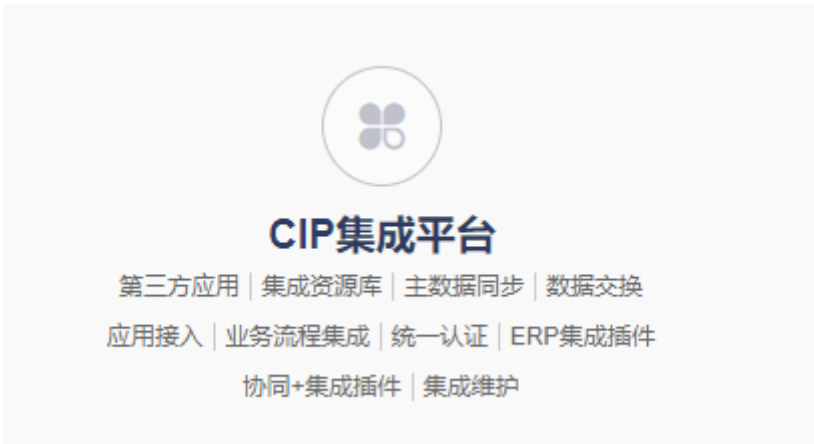 CIP集成平台
第三方应用│集成资源库│主数据同步│数据交换
应用接入│业务流程集成│统一认证│ERP集成插件
协同+集成插件│集成维护